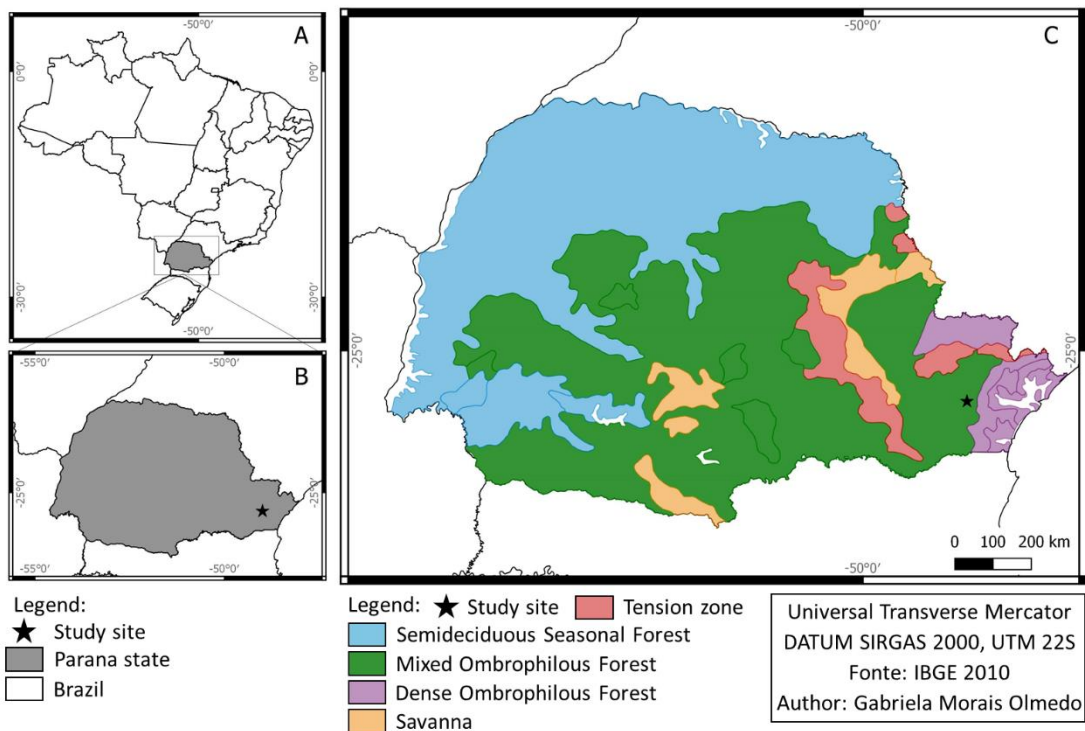 -50°0'
A
0°0'
0°0'
-30°0'
-30°0'
-50°0'
-55°0'
-50°0'
B
-25°0'
-25°0'
-55°0'
-50°0'
Legend:
Study site
Parana state
Brazil
-50°0'
C
-25°0'
-25°0'
0 100 200 km
-50°0'
Legend: Study site Tension zone
Semideciduous Seasonal Forest
Mixed Ombrophilous Forest
Dense Ombrophilous Forest
Savanna
Universal Transverse Mercator
DATUM SIRGAS 2000, UTM 22S
Fonte: IBGE 2010
Author: Gabriela Morais Olmedo